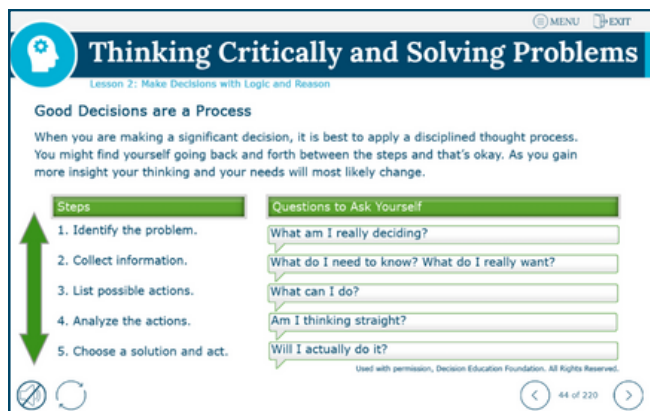 MENU EXIT
Thinking Critically and Solving Problems
Lesson 2: Make Decisions with Logic and Reason
Good Decisions are a Process
When you are making a significant decision, it is best to apply a disciplined thought process.
You might find yourself going back and forth between the steps and that's okay. As you gain
more insight your thinking and your needs will most likely change.
Steps Questions to Ask Yourself
1. Identify the problem. What am I really deciding?
2. Collect information. What do I need to know? What do I really want?
3. List possible actions. What can I do?
4. Analyze the actions. Am I thinking straight?
5. Choose a solution and act. Will I actually do it?
Used with permission, Decision Education Foundation. All Rights Reserved.
44 of 220